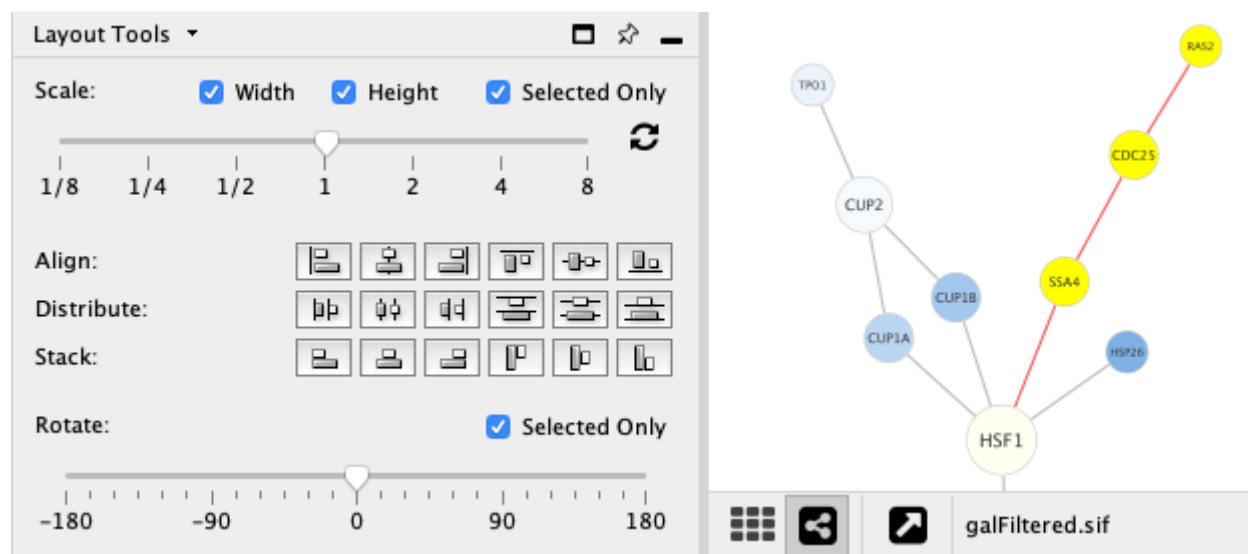 Layout Tools
Scale:
Width
Height
Selected Only
1/8 1/4 1/2 1 2 4 8
Align:
Distribute:
Stack:
Rotate:
Selected Only
-180 -90 0 90 180
RAS2
TPO1
CDC25
CUP2
SSA4
CUP1B
CUP1A
HSP26
HSF1
galFiltered.sif